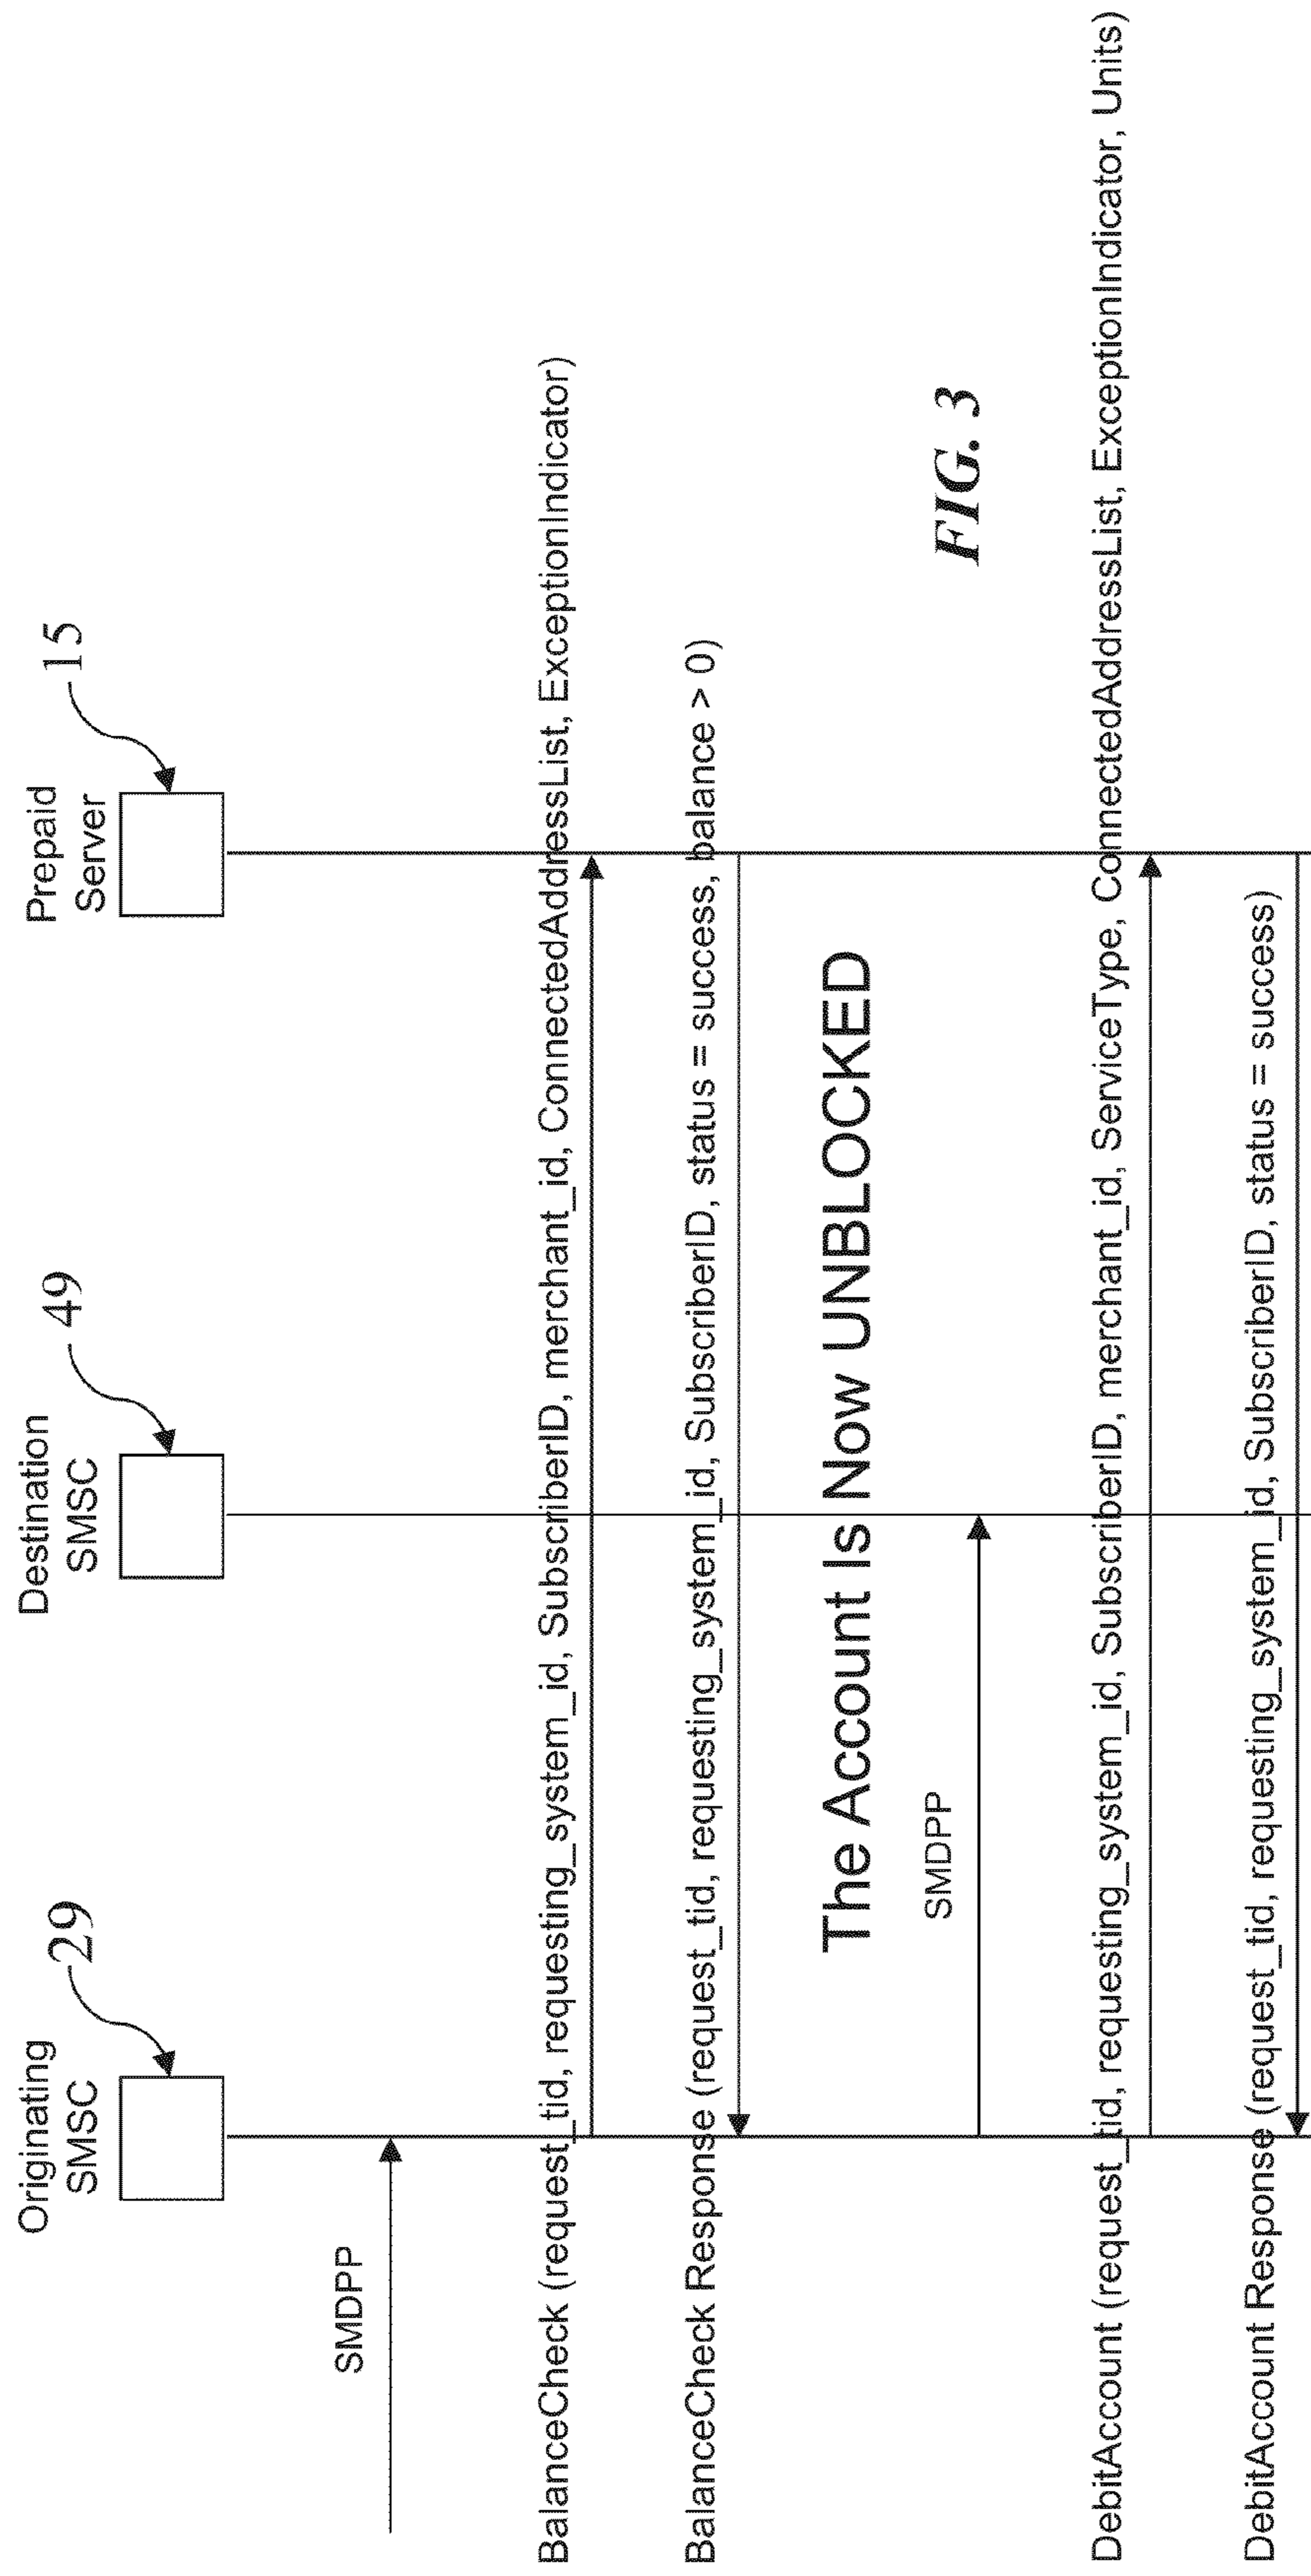 Originating
SMSC
29
Destination
SMSC
49
Prepaid
Server
15
SMDPP
BalanceCheck (request_tid, requesting_system_id, SubscriberID, merchant_id, ConnectedAddressList, ExceptionIndicator)
BalanceCheck Response (request_tid, requesting_system_id, SubscriberID, status = success, balance > 0)
The Account Is Now UNBLOCKED
SMDPP
FIG. 3
DebitAccount (request_tid, requesting_system_id, SubscriberID, merchant_id, ServiceType, ConnectedAddressList, ExceptionIndicator, Units)
DebitAccount Response (request_tid, requesting_system_id, SubscriberID, status = success)